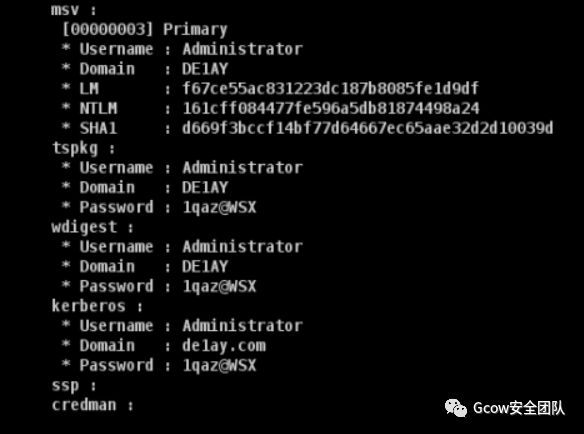 msv :
[00000003] Primary
* Username : Administrator
* Domain   : DE1AY
* LM       : f67ce55ac831223dc187b8085fe1d9df
* NTLM     : 161cff084477fe596a5db81874498a24
* SHA1     : d669f3bccf14bf77d64667ec65aae32d2d10039d
tspkg :
* Username : Administrator
* Domain   : DE1AY
* Password : 1qaz@WSX
wdigest :
* Username : Administrator
* Domain   : DE1AY
* Password : 1qaz@WSX
kerberos :
* Username : Administrator
* Domain   : de1ay.com
* Password : 1qaz@WSX
ssp :
credman :
Gcow安全团队